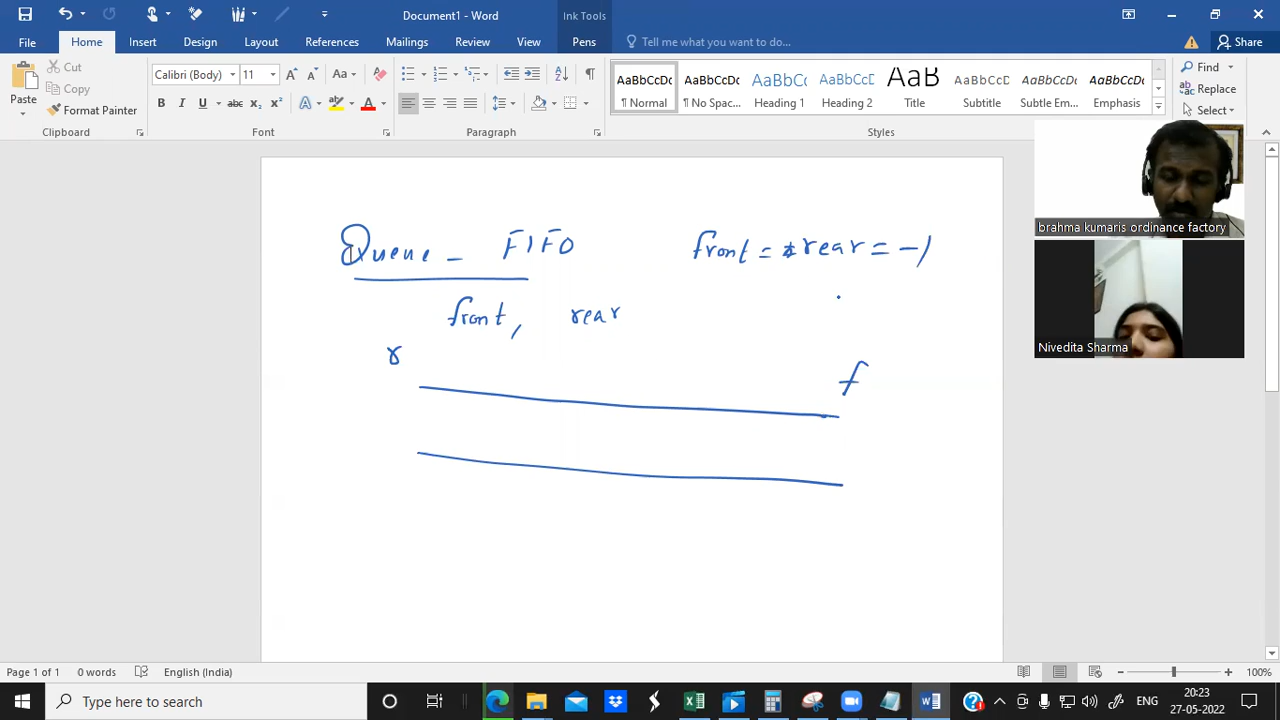 Document1 - Word
Ink Tools
Share
File
Home
Insert
Design
Layout
References
Mailings
Review
View
Pens
Tell me what you want to do...
Paste
Cut
Copy
Format Painter
Clipboard
Calibri (Body)
11
Font
Paragraph
AaBbCcDc
¶ Normal
AaBbCcDc
¶ No Spac...
AaBbCc
Heading 1
AaBbCcD
Heading 2
AaB
Title
AaBbCcD
Subtitle
AaBbCcDc
Subtle Em...
AaBbCcDc
Emphasis
Styles
Find
Replace
Select
brahma kumaris ordinance factory
Nivedita Sharma
Queue - FIFO
front = rear = -1
front, rear
r
f
Page 1 of 1
0 words
English (India)
100%
Type here to search
ENG
20:23
27-05-2022